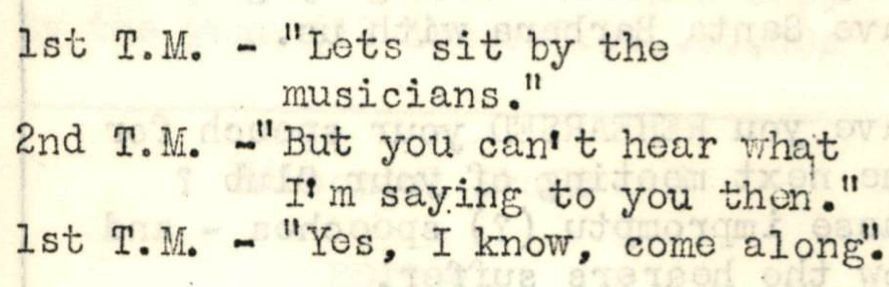 1st T.M. - "Lets sit by the
musicians."
2nd T.M. -"But you can't hear what
I'm saying to you then."
1st T.M. - "Yes, I know, come along".